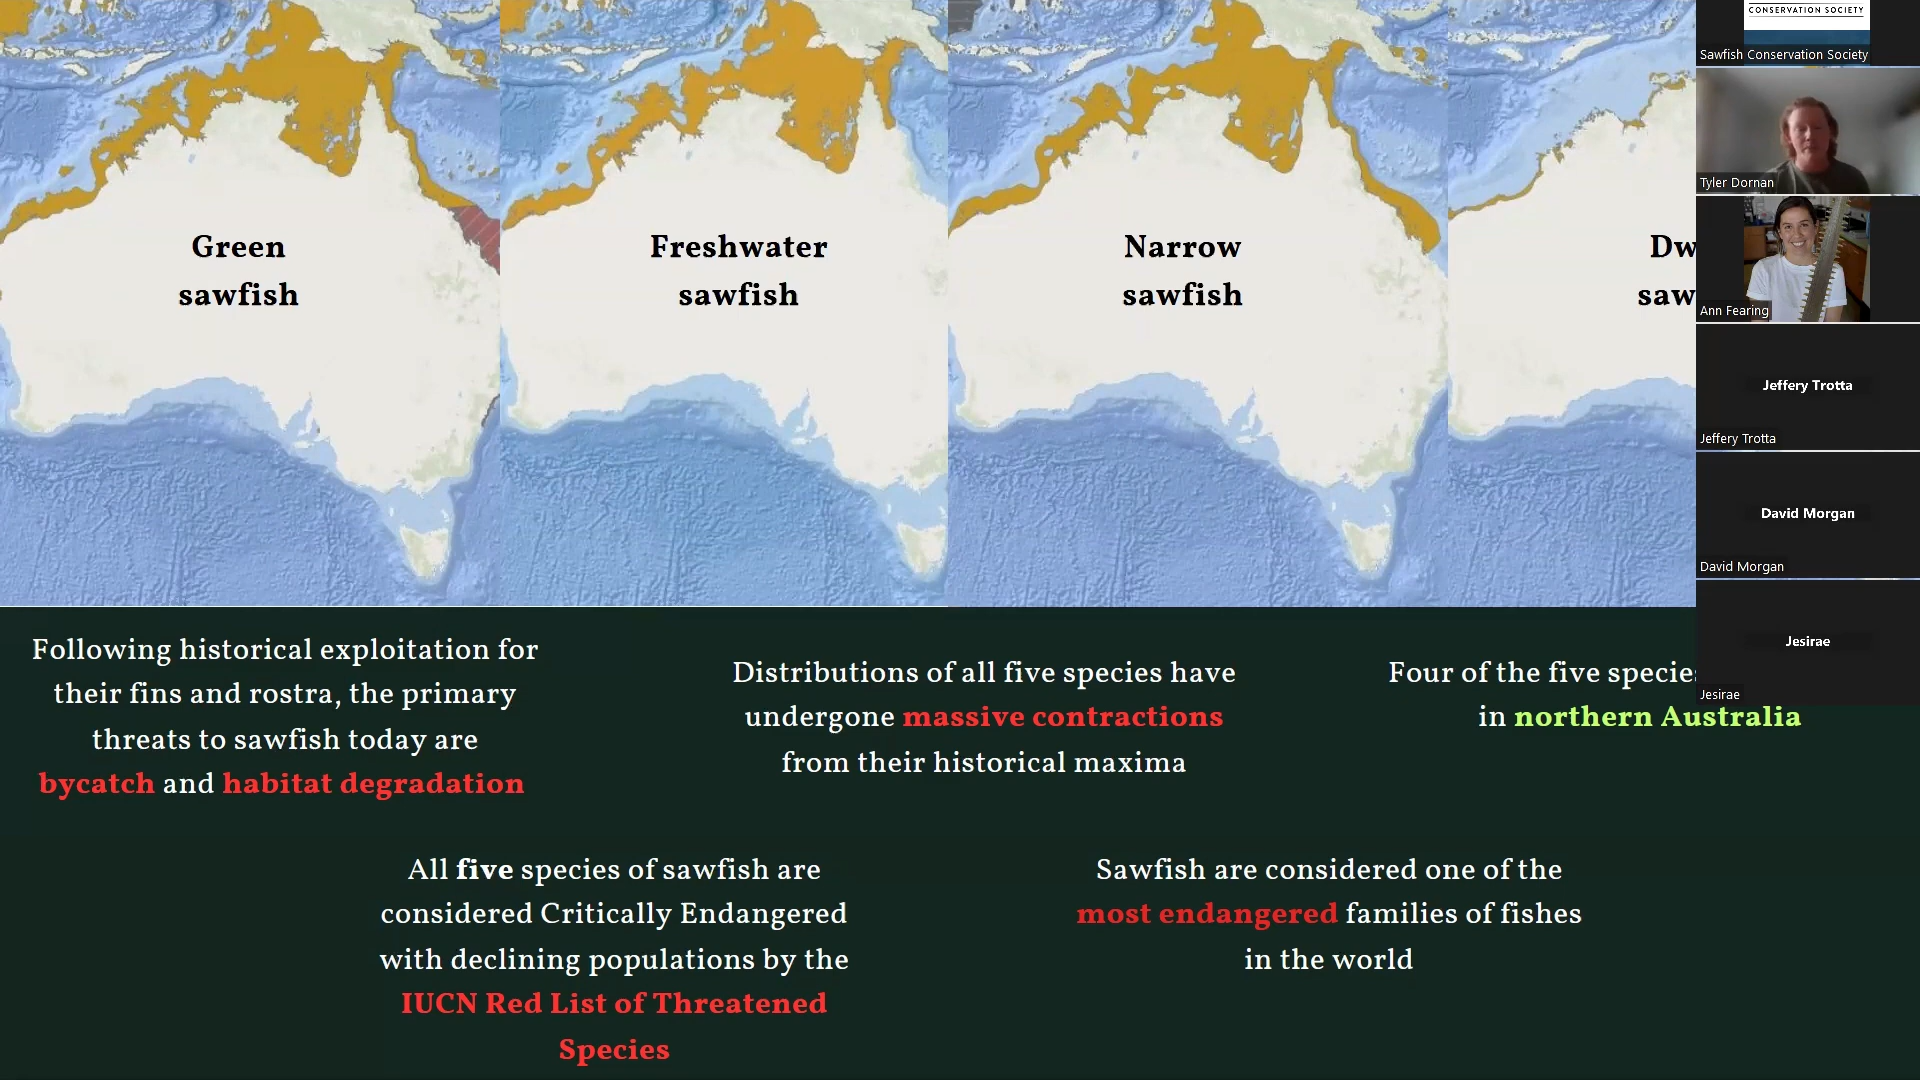 Green
sawfish
Freshwater
sawfish
Narrow
sawfish
Following historical exploitation for
their fins and rostra, the primary
threats to sawfish today are
bycatch and habitat degradation
Distributions of all five species have
undergone massive contractions
from their historical maxima
Four of the five
in northern Australia
All five species of sawfish are
considered Critically Endangered
with declining populations by the
IUCN Red List of Threatened
Species
Sawfish are considered one of the
most endangered families of fishes
in the world
CONSERVATION SOCIETY
Sawfish Conservation Society
Tyler Dornan
Ann Fearing
Jeffery Trotta
Jeffery Trotta
David Morgan
David Morgan
Jesirae
Jesirae